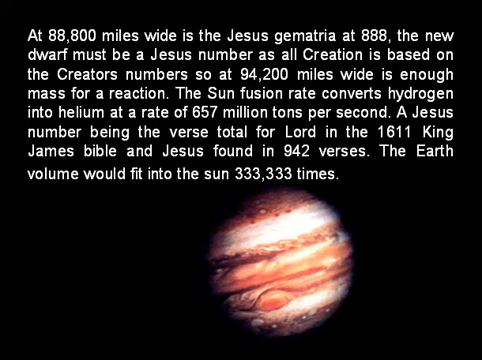 At 88,800 miles wide is the Jesus gematria at 888, the new
dwarf must be a Jesus number as all Creation is based on
the Creators numbers so at 94,200 miles wide is enough
mass for a reaction. The Sun fusion rate converts hydrogen
into helium at a rate of 657 million tons per second. A Jesus
number being the verse total for Lord in the 1611 King
James bible and Jesus found in 942 verses. The Earth
volume would fit into the sun 333,333 times.